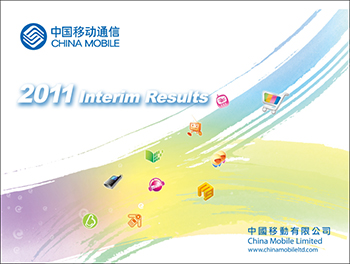 中国移动通信
CHINA MOBILE
2011 Interim Results
中國移動有限公司
China Mobile Limited
www.chinamobileltd.com